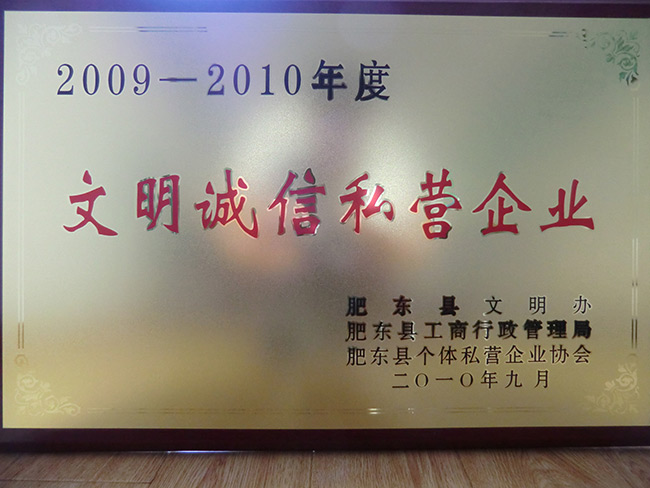 2009—2010年度
文明诚信私营企业
肥东县文明办
肥东县工商行政管理局
肥东县个体私营企业协会
二〇一〇年九月